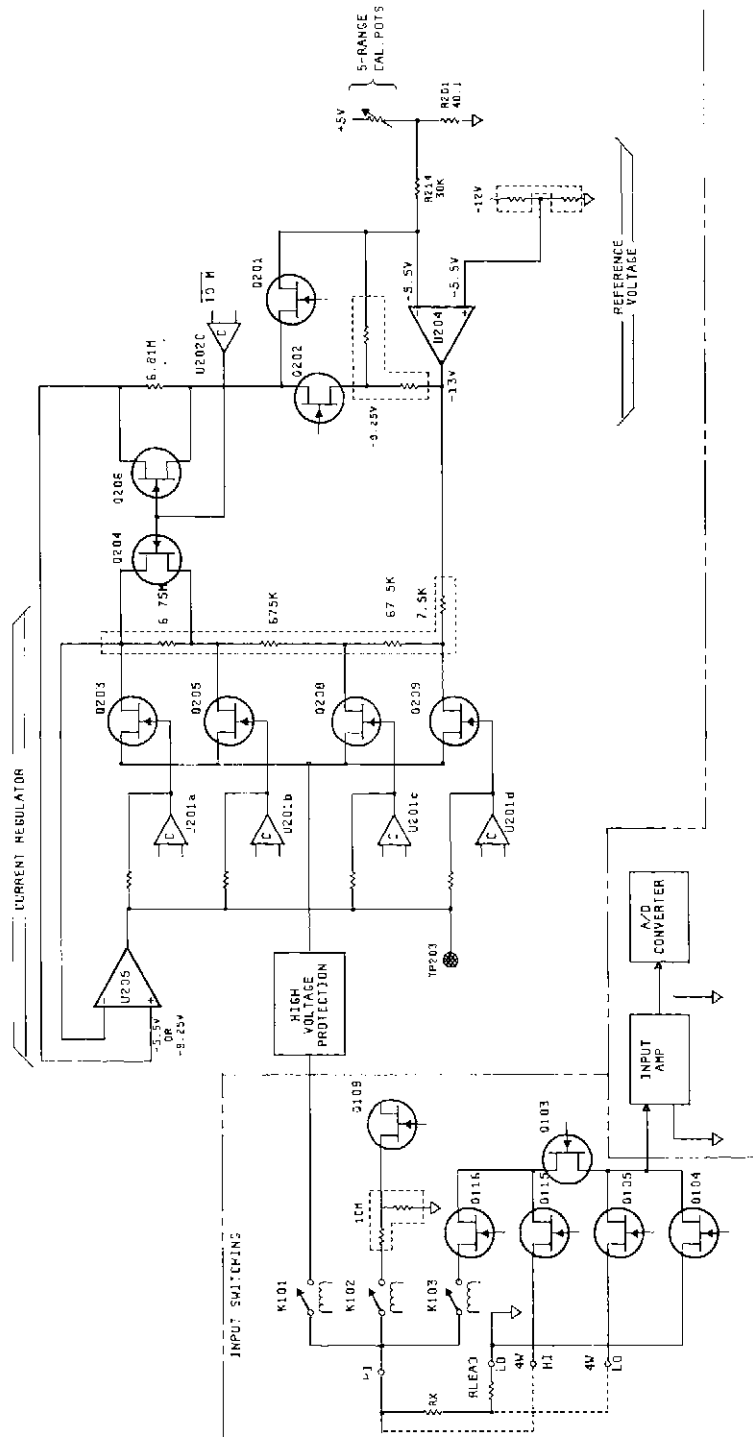 CURRENT REGULATOR
U205
-
+
-5.5V
OR
-9.25V
Q204
Q206
6.81M
U202C
C
10 M
Q201
Q202
-9.25V
5-RANGE
CAL. POTS
+5V
R201
40.1
R214
30K
-5.5V
-5.5V
+
U204
-13V
-12V
REFERENCE
VOLTAGE
6.75M
675K
67.5K
7.5K
Q203
Q205
Q208
Q209
C
U201a
C
U201b
C
U201c
C
U201d
TP203
HIGH
VOLTAGE
PROTECTION
INPUT SWITCHING
K101
K102
K103
10M
Q109
Q116
Q115
Q105
Q104
Q103
HI
RX
RLEAD
LO
4W
HI
4W
LO
INPUT
AMP
A/D
CONVERTER